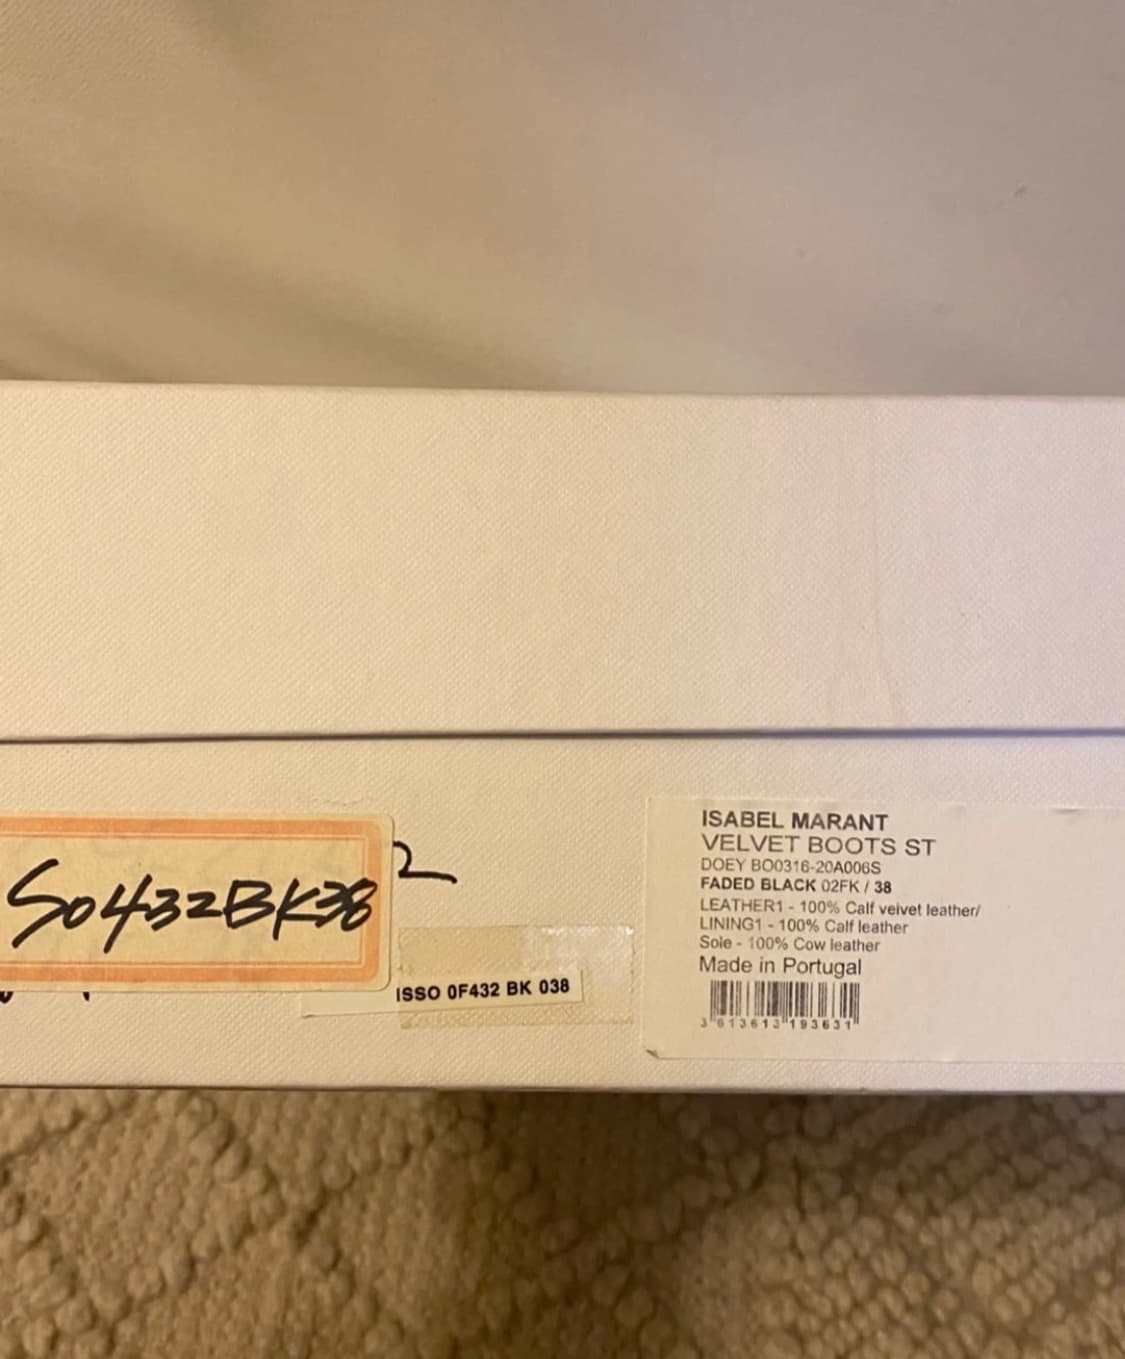 S0432BK38
2
ISSO 0F432 BK 038
ISABEL MARANT
VELVET BOOTS ST
DOEY BO0316-20A006S
FADED BLACK 02FK / 38
LEATHER1 - 100% Calf velvet leather/
LINING1 - 100% Calf leather
Sole - 100% Cow leather
Made in Portugal
3 613613 193631